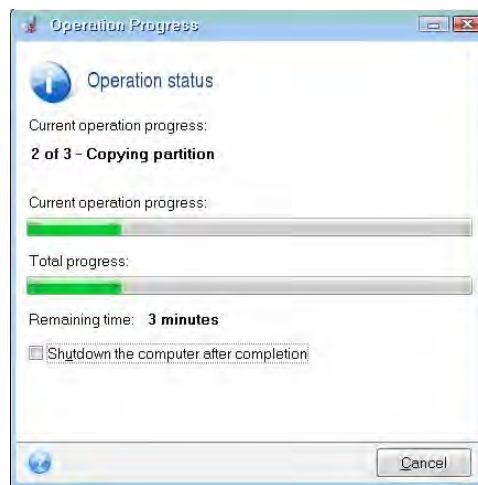 Operation Progress
Operation status
Current operation progress:
2 of 3 - Copying partition
Current operation progress:
Total progress:
Remaining time: 3 minutes
Shutdown the computer after completion
Cancel